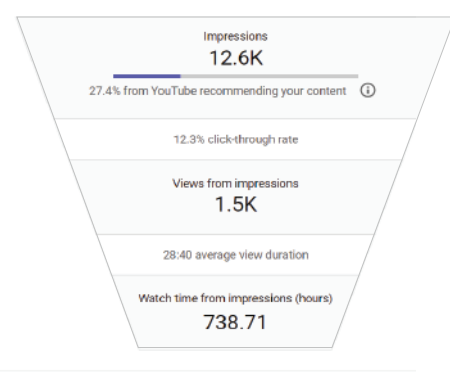 Impressions
12.6K
27.4% from YouTube recommending your content
12.3% click-through rate
Views from impressions
1.5K
28:40 average view duration
Watch time from impressions (hours)
738.71